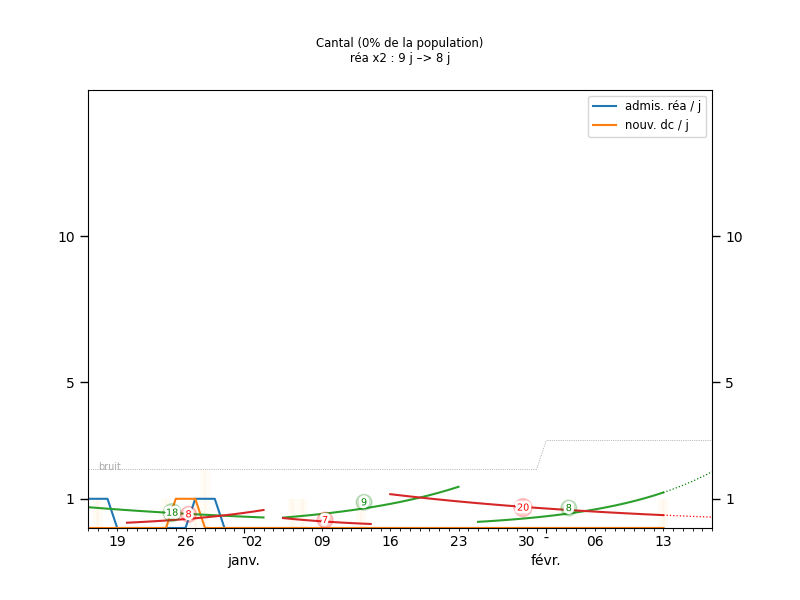 Cantal (0% de la population)
réa x2 : 9 j –> 8 j
admis. réa / j
nouv. dc / j
10 10
5 5
bruit
1 1
18 8 7 9 20 8
19 26 02 09 16 23 30 06 13
janv. févr.